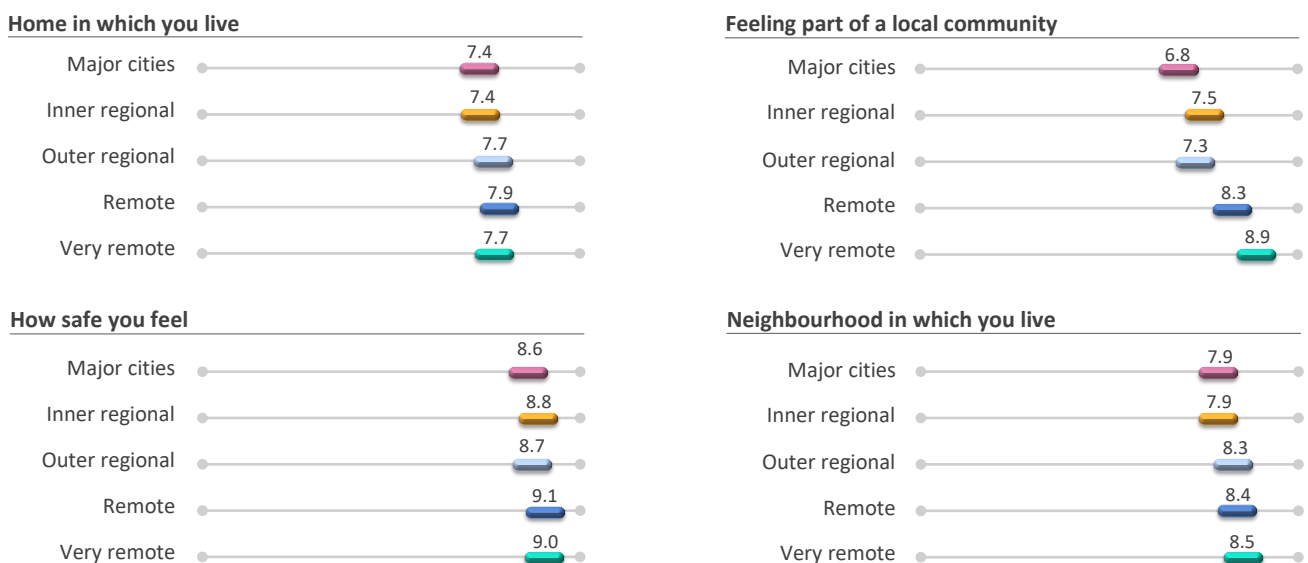 Home in which you live
7.4
Major cities
7.4
Inner regional
7.7
Outer regional
7.9
Remote
7.7
Very remote
Feeling part of a local community
6.8
Major cities
7.5
Inner regional
7.3
Outer regional
8.3
Remote
8.9
Very remote
How safe you feel
8.6
Major cities
8.8
Inner regional
8.7
Outer regional
9.1
Remote
9.0
Very remote
Neighbourhood in which you live
7.9
Major cities
7.9
Inner regional
8.3
Outer regional
8.4
Remote
8.5
Very remote